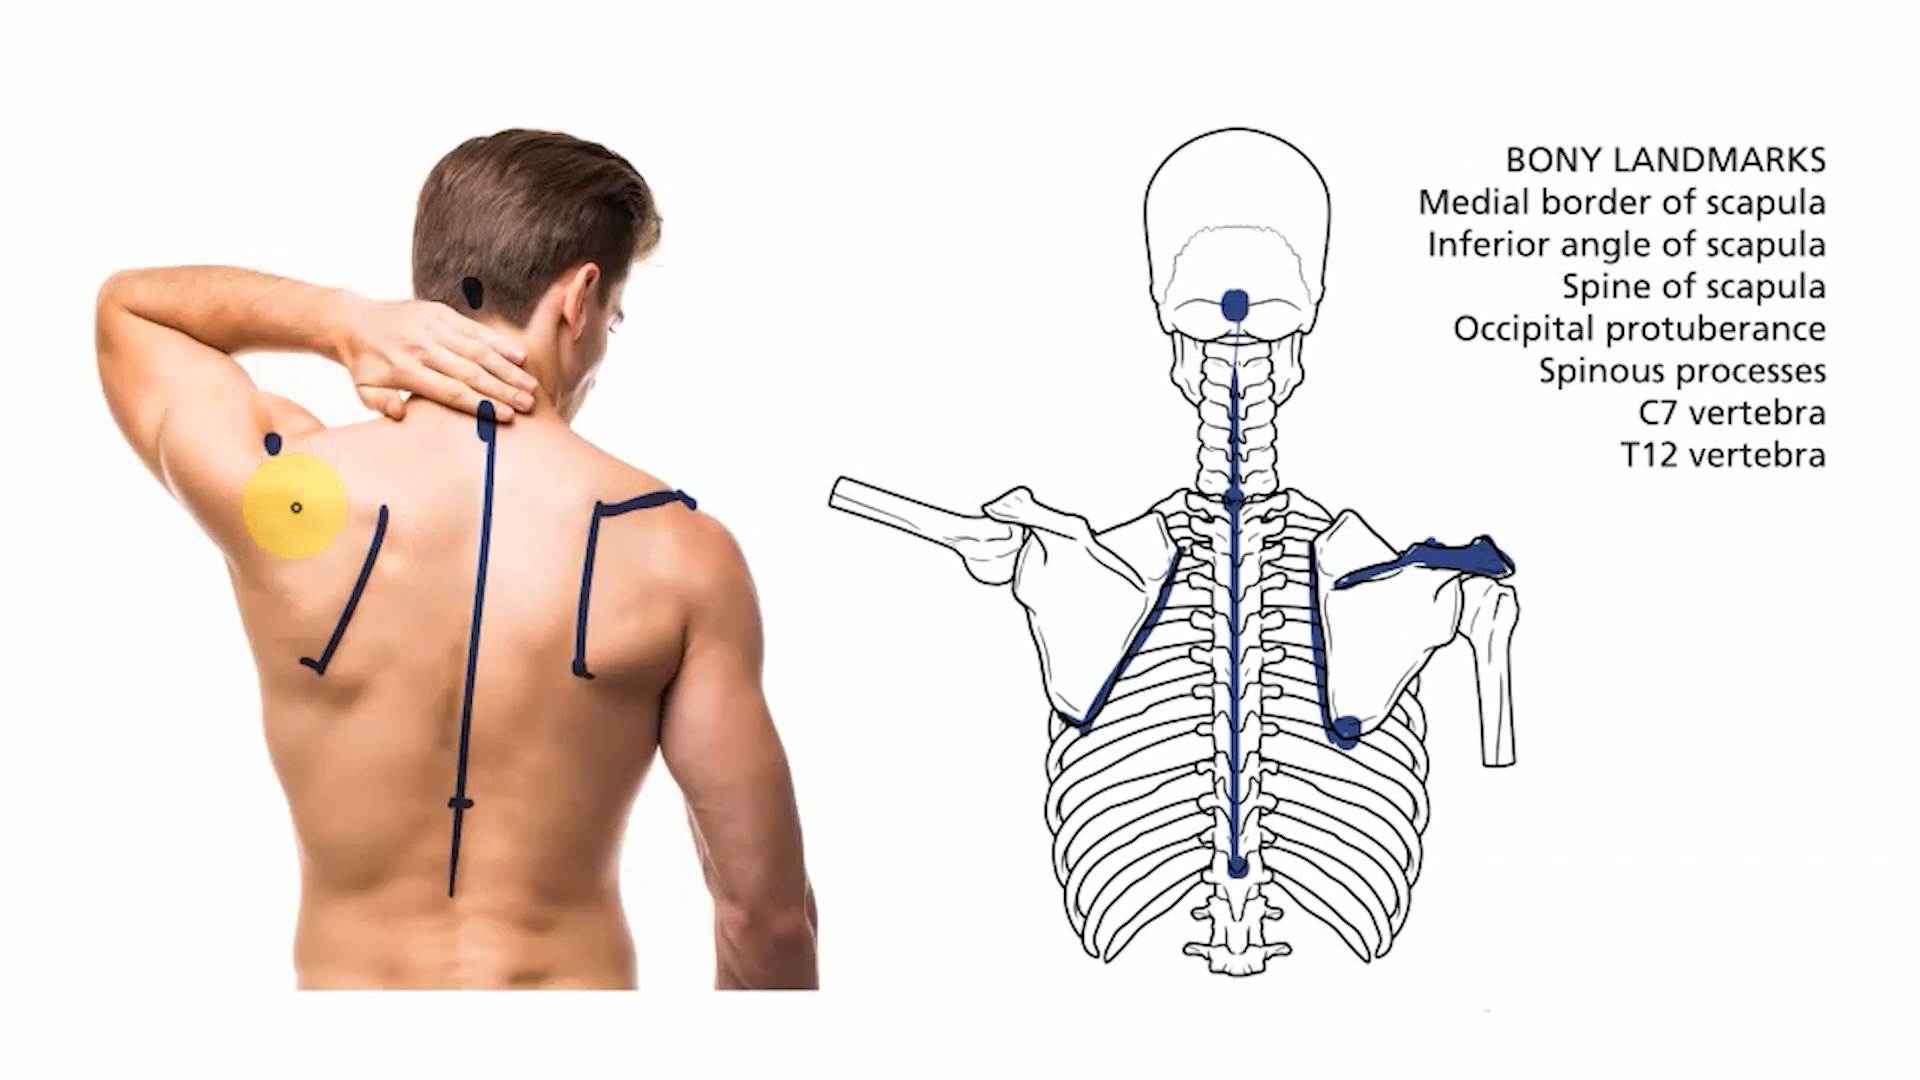 BONY LANDMARKS
Medial border of scapula
Inferior angle of scapula
Spine of scapula
Occipital protuberance
Spinous processes
C7 vertebra
T12 vertebra